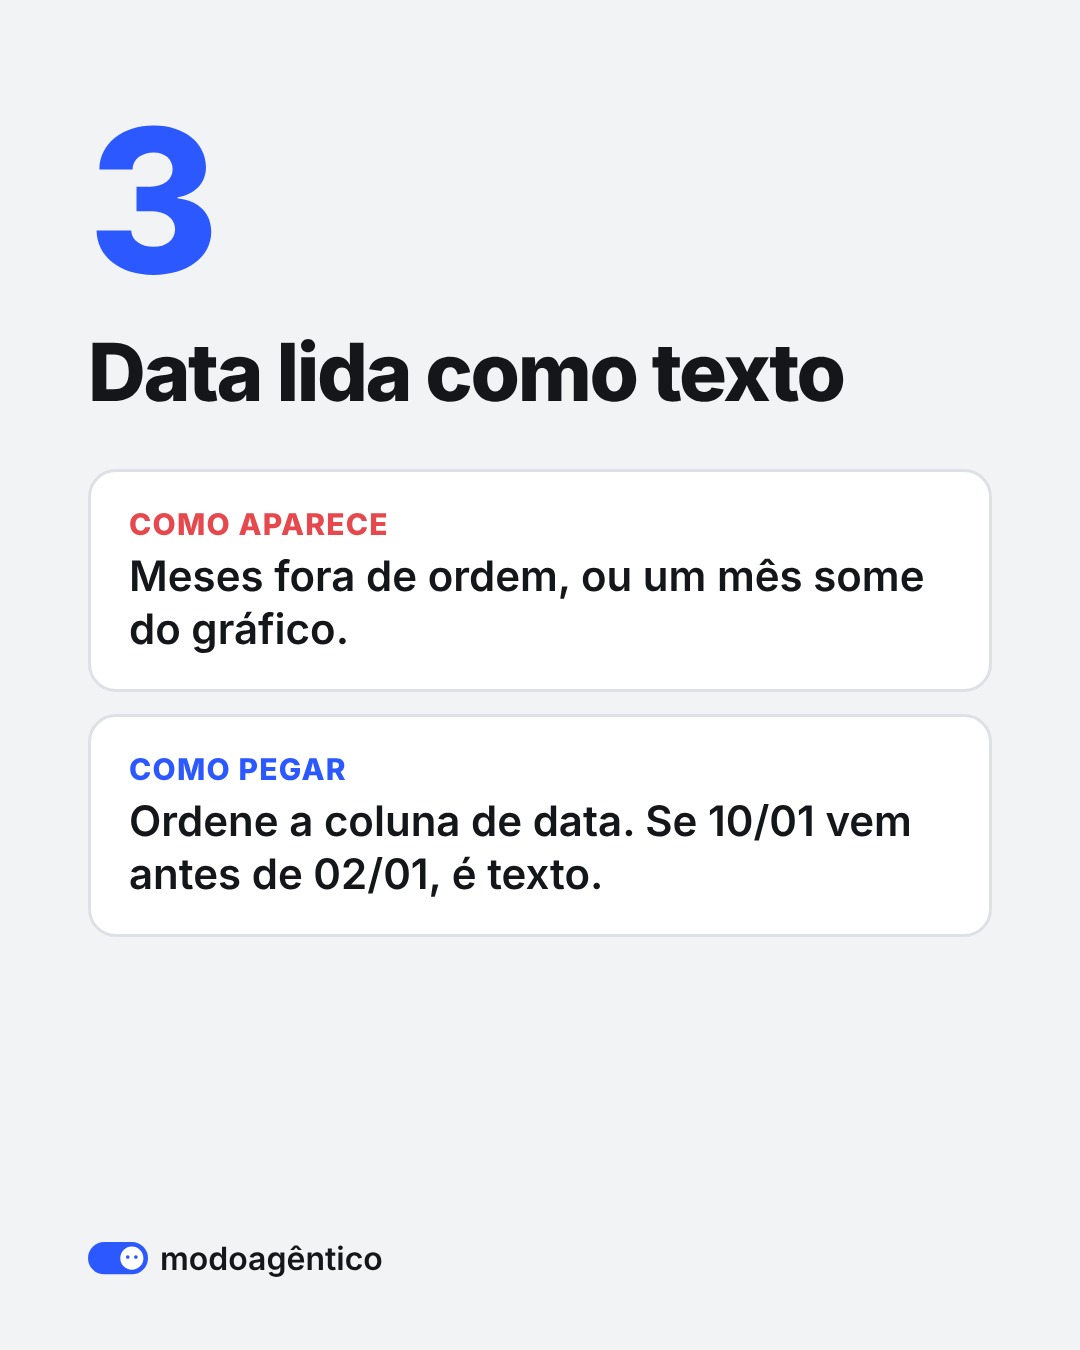 3
Data lida como texto
COMO APARECE
Meses fora de ordem, ou um mês some
do gráfico.
COMO PEGAR
Ordene a coluna de data. Se 10/01 vem
antes de 02/01, é texto.
modoagêntico